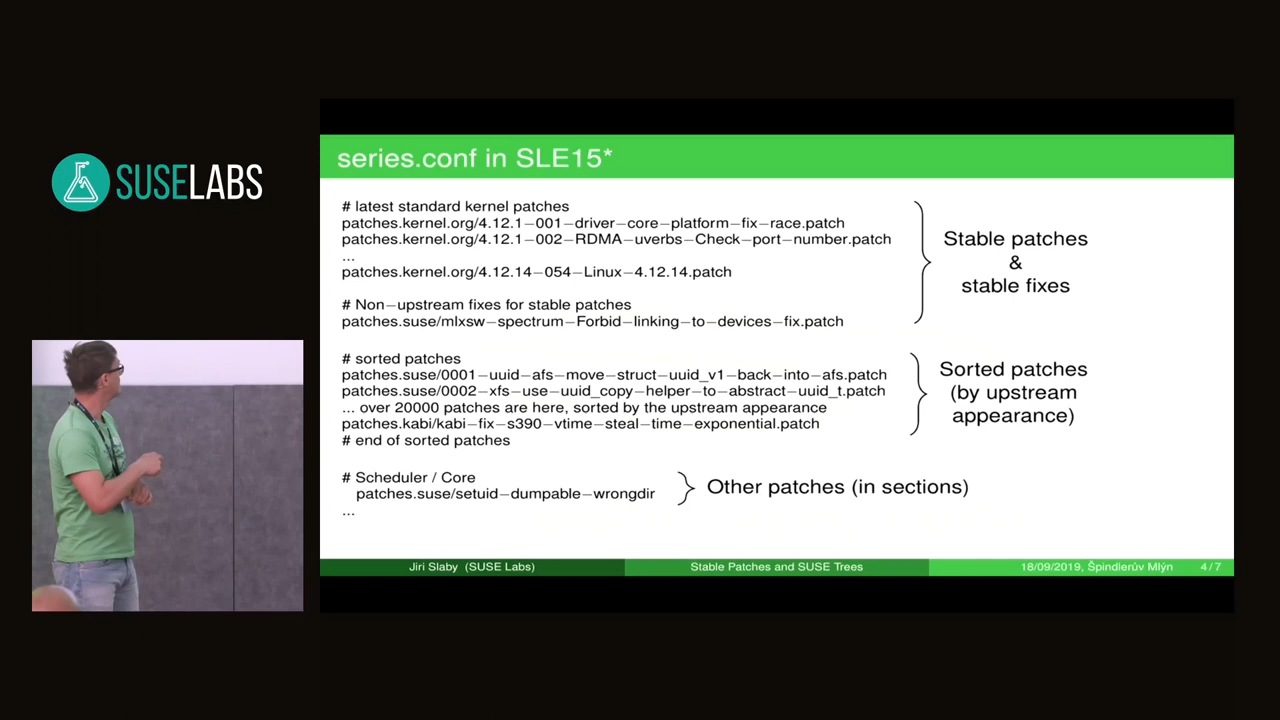 SUSELABS
series.conf in SLE15*
# latest standard kernel patches
patches.kernel.org/4.12.1−001−driver−core−platform−fix−race.patch
patches.kernel.org/4.12.1−002−RDMA−uverbs−Check−port−number.patch
...
patches.kernel.org/4.12.14−054−Linux−4.12.14.patch
# Non−upstream fixes for stable patches
patches.suse/mlxsw−spectrum−Forbid−linking−to−devices−fix.patch
Stable patches
&
stable fixes
# sorted patches
patches.suse/0001−uuid−afs−move−struct−uuid_v1−back−into−afs.patch
patches.suse/0002−xfs−use−uuid_copy−helper−to−abstract−uuid_t.patch
... over 20000 patches are here, sorted by the upstream appearance
patches.kabi/kabi−fix−s390−vtime−steal−time−exponential.patch
# end of sorted patches
Sorted patches
(by upstream
appearance)
# Scheduler / Core
patches.suse/setuid−dumpable−wrongdir
...
Other patches (in sections)
Jiri Slaby (SUSE Labs)
Stable Patches and SUSE Trees
18/09/2019, Špindlerův Mlýn 4 / 7